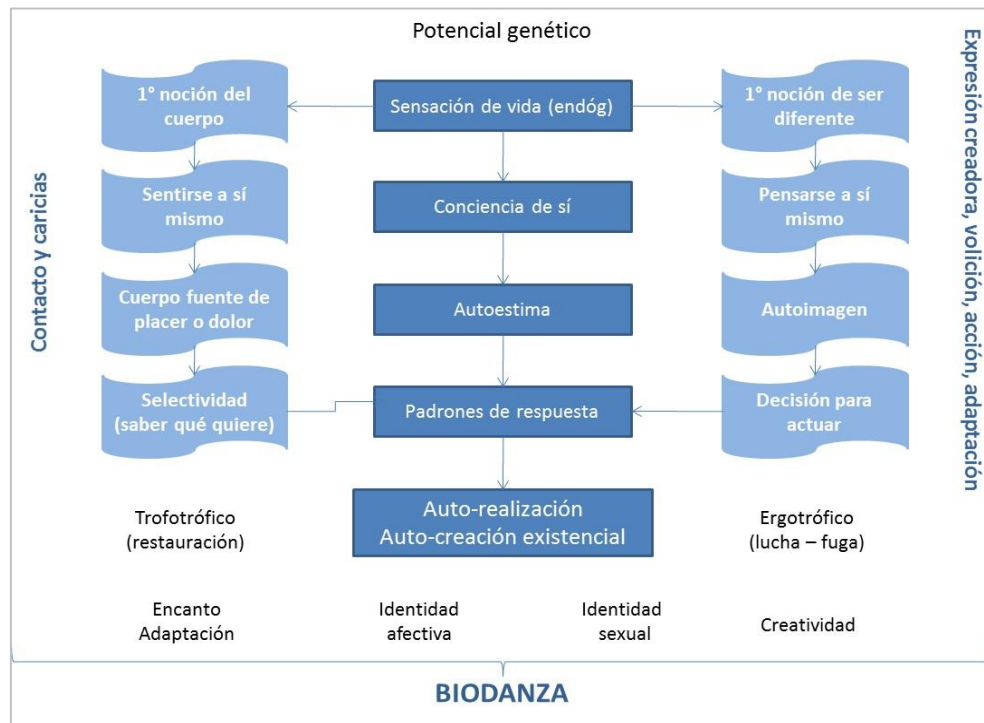 Potencial genético
Contacto y caricias
1° noción del
cuerpo
Sentirse a sí
mismo
Cuerpo fuente de
placer o dolor
Selectividad
(saber qué quiere)
Trofotrófico
(restauración)
Sensación de vida (endóg)
Conciencia de sí
Autoestima
Padrones de respuesta
Auto-realización
Auto-creación existencial
1° noción de ser
diferente
Pensarse a sí
mismo
Autoimagen
Decisión para
actuar
Ergotrófico
(lucha – fuga)
Expresión creadora, volición, acción, adaptación
Encanto
Adaptación
Identidad
afectiva
Identidad
sexual
Creatividad
BIODANZA